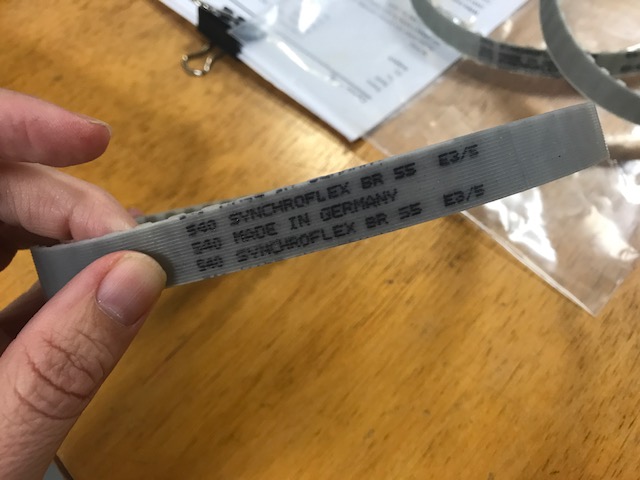 540 SYNCHROFLEX BR 55 E3/5
540 MADE IN GERMANY
540 SYNCHROFLEX BR 55 E3/5